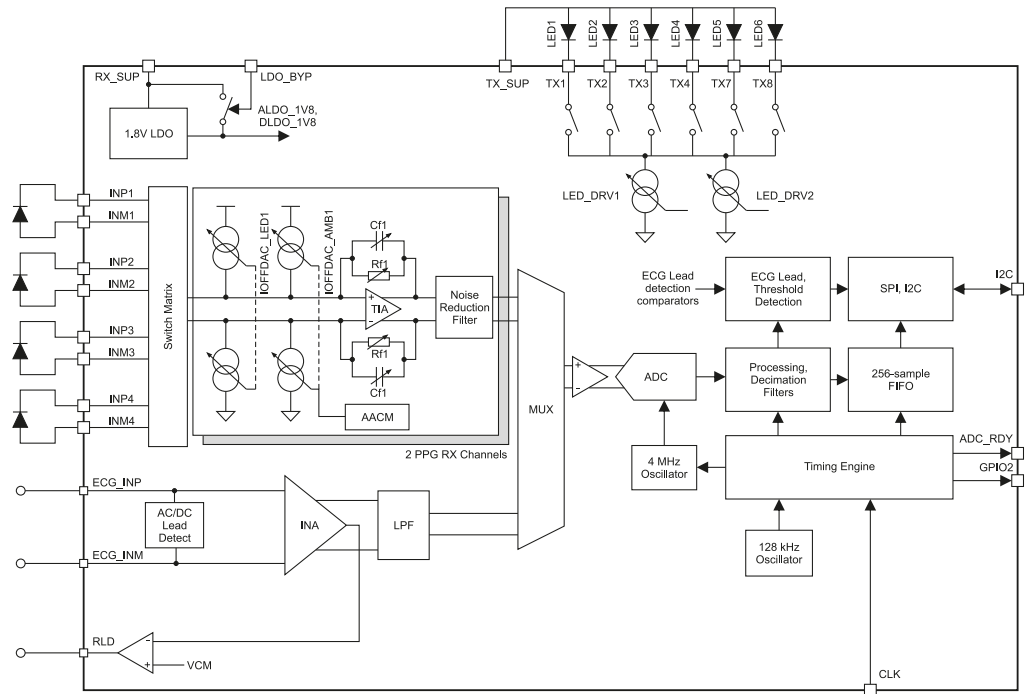 LED1
LED2
LED3
LED4
LED5
LED6
RX_SUP
LDO_BYP
TX_SUP
TX1
TX2
TX3
TX4
TX7
TX8
1.8V LDO
ALDO_1V8,
DLDO_1V8
LED_DRV1
LED_DRV2
INP1
INM1
INP2
INM2
INP3
INM3
INP4
INM4
Switch Matrix
IOFFDAC_LED1
IOFFDAC_AMB1
Cf1
Rf1
+
TIA
−
Rf1
Cf1
Noise
Reduction
Filter
AACM
2 PPG RX Channels
MUX
+
−
ADC
ECG Lead
detection
comparators
ECG Lead,
Threshold
Detection
SPI, I2C
I2C
Processing,
Decimation
Filters
256-sample
FIFO
4 MHz
Oscillator
Timing Engine
ADC_RDY
GPIO2
128 kHz
Oscillator
CLK
ECG_INP
AC/DC
Lead
Detect
ECG_INM
INA
LPF
RLD
−
+
VCM